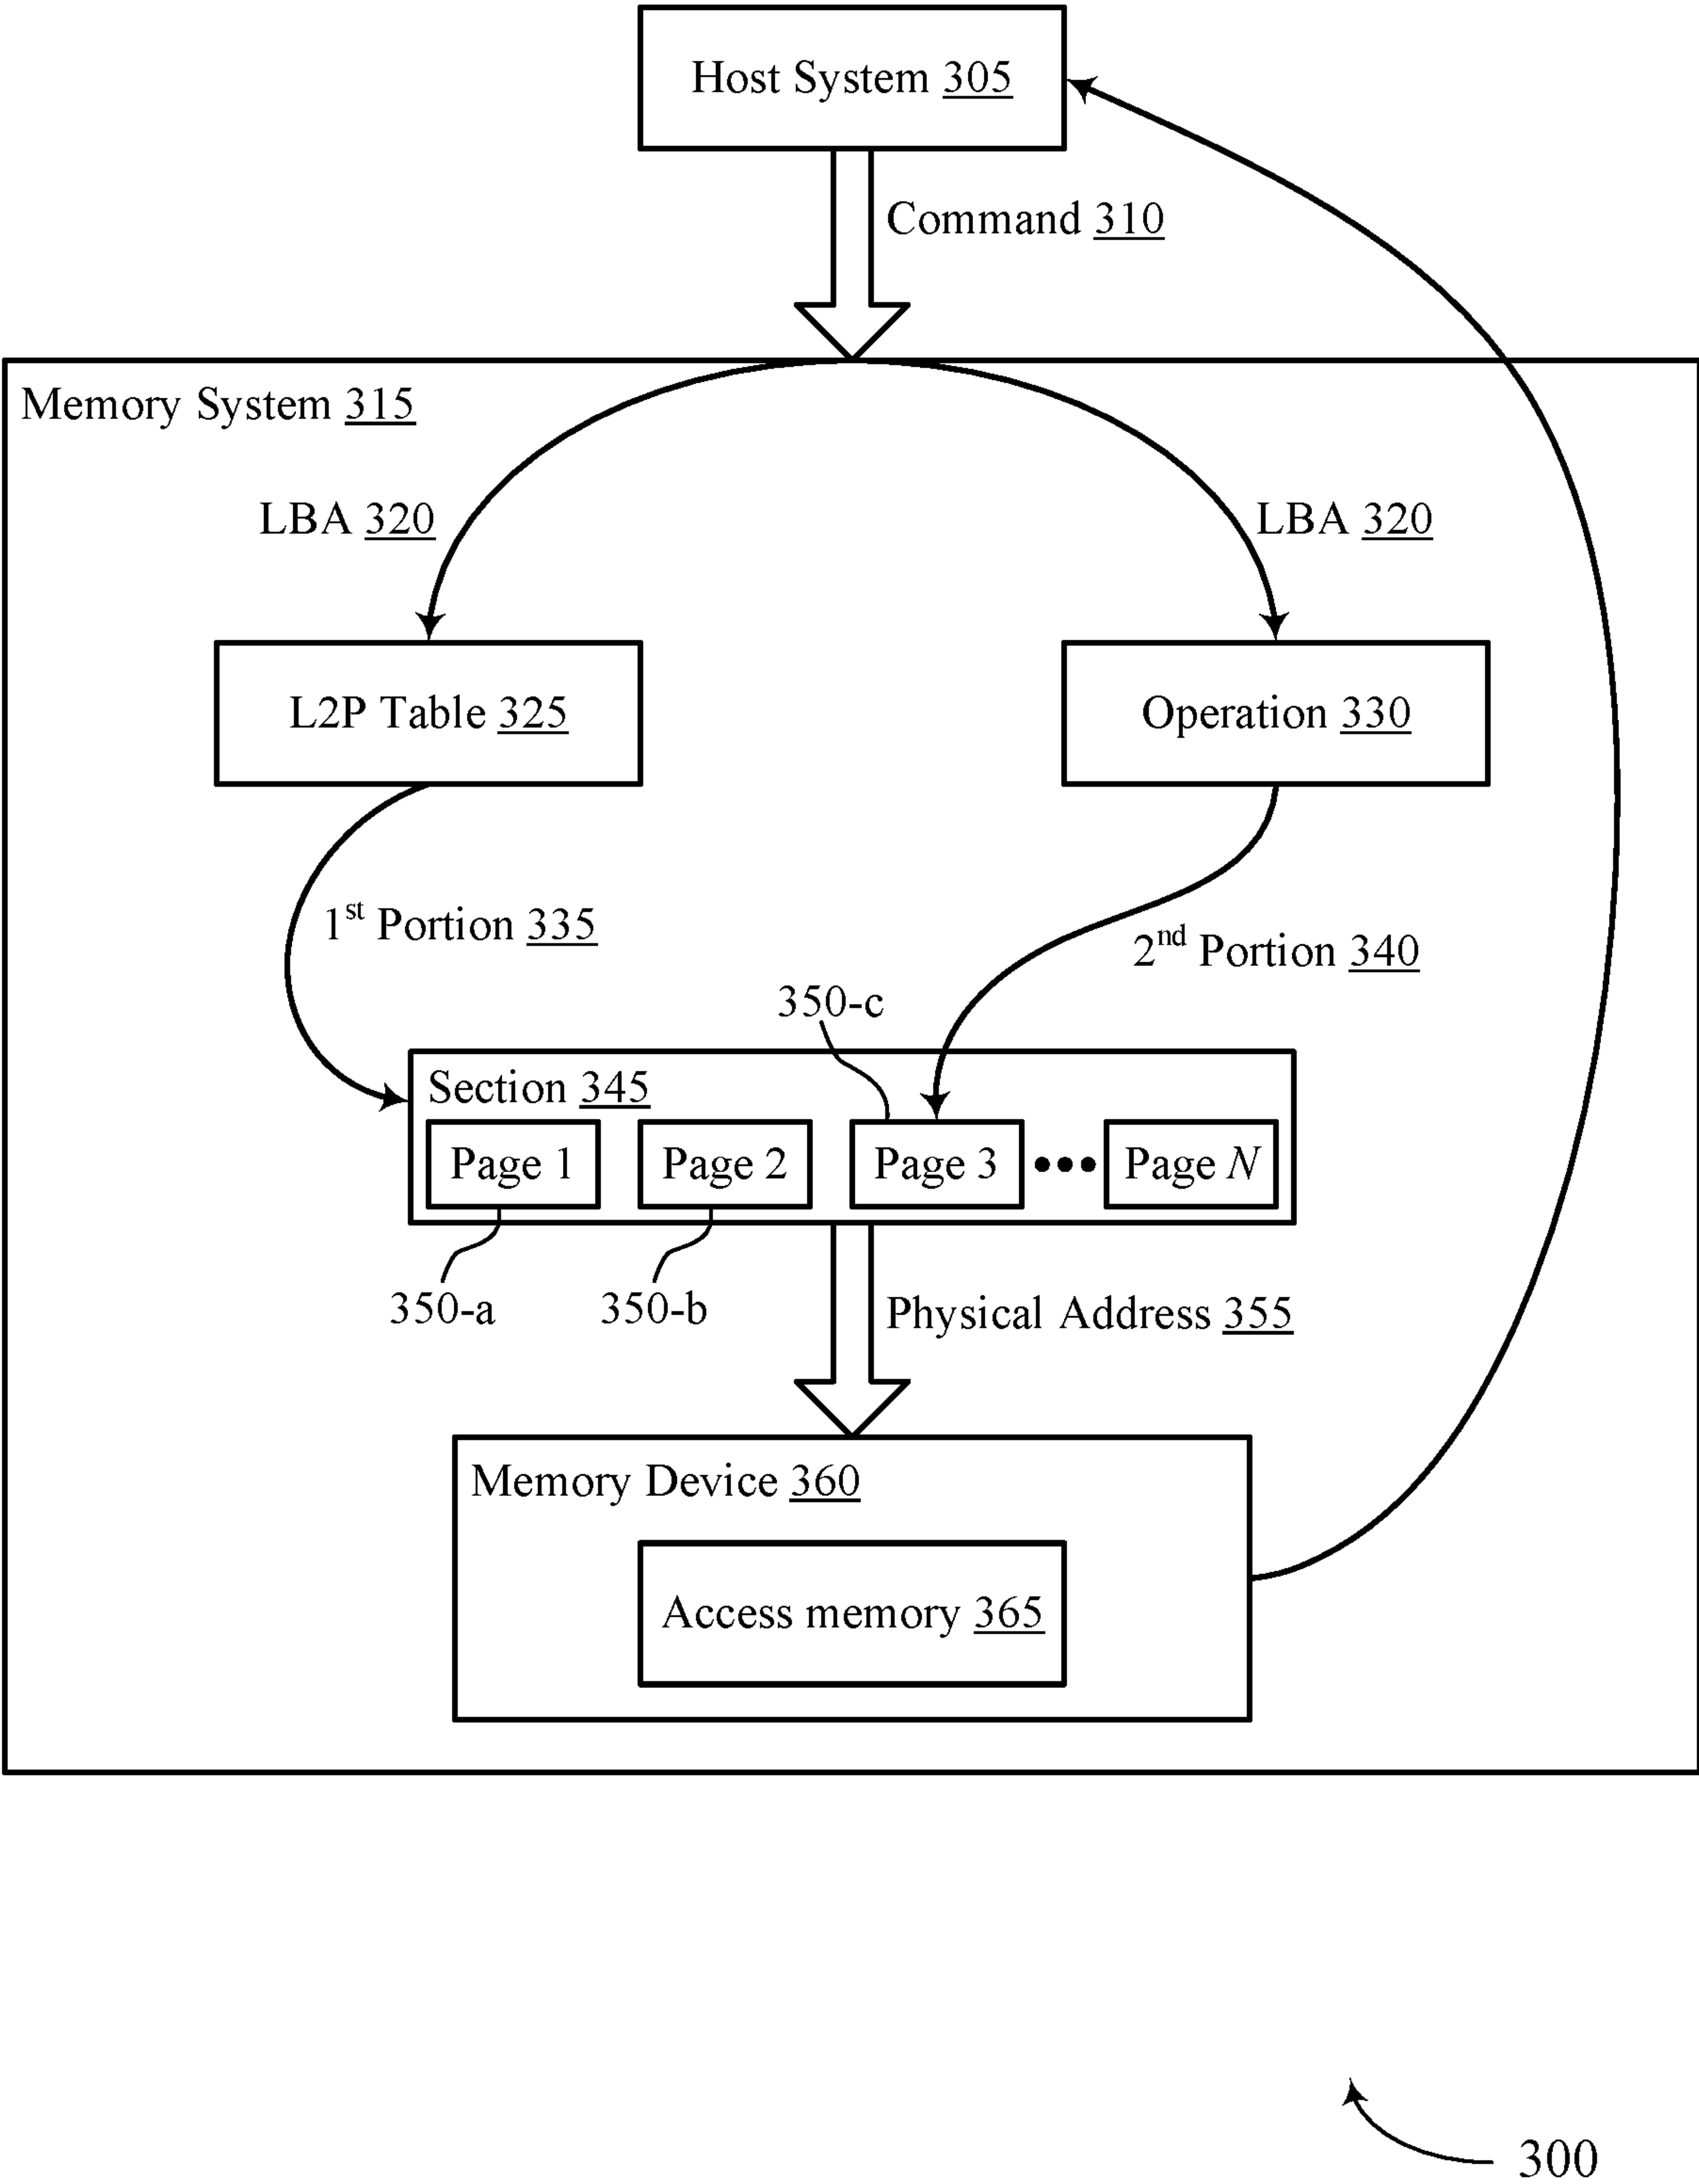 Host System 305
Command 310
Memory System 315
LBA 320
LBA 320
L2P Table 325
Operation 330
1st Portion 335
2nd Portion 340
350-c
Section 345
Page 1
Page 2
Page 3
•••
Page N
350-a
350-b
Physical Address 355
Memory Device 360
Access memory 365
300